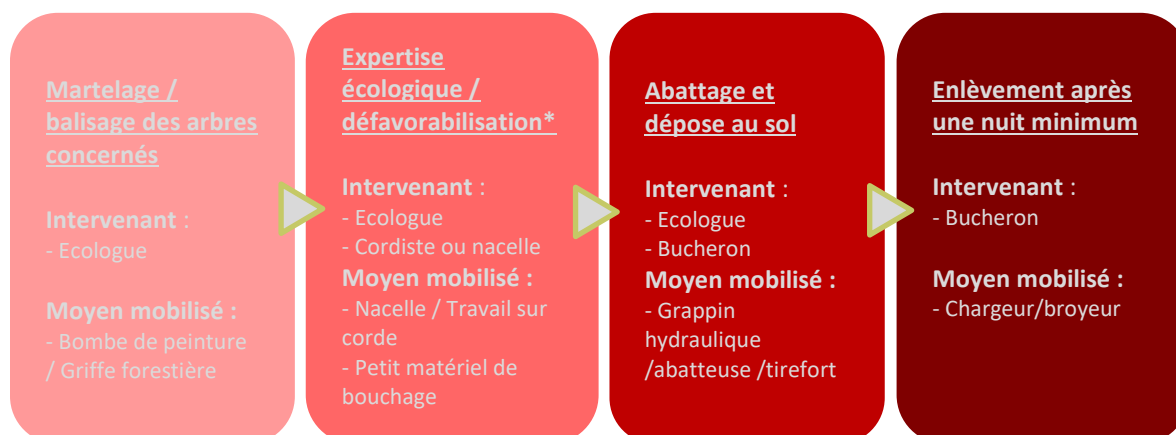 Martelage /
balisage des arbres
concernés
Intervenant :
- Ecologue
Moyen mobilisé :
- Bombe de peinture
/ Griffe forestière
Expertise
écologique /
défavorabilisation*
Intervenant :
- Ecologue
- Cordiste ou nacelle
Moyen mobilisé :
- Nacelle / Travail sur
corde
- Petit matériel de
bouchage
Abattage et
dépose au sol
Intervenant :
- Ecologue
- Bucheron
Moyen mobilisé :
- Grappin
hydraulique
/abatteuse /tirefort
Enlèvement après
une nuit minimum
Intervenant :
- Bucheron
Moyen mobilisé :
- Chargeur/broyeur